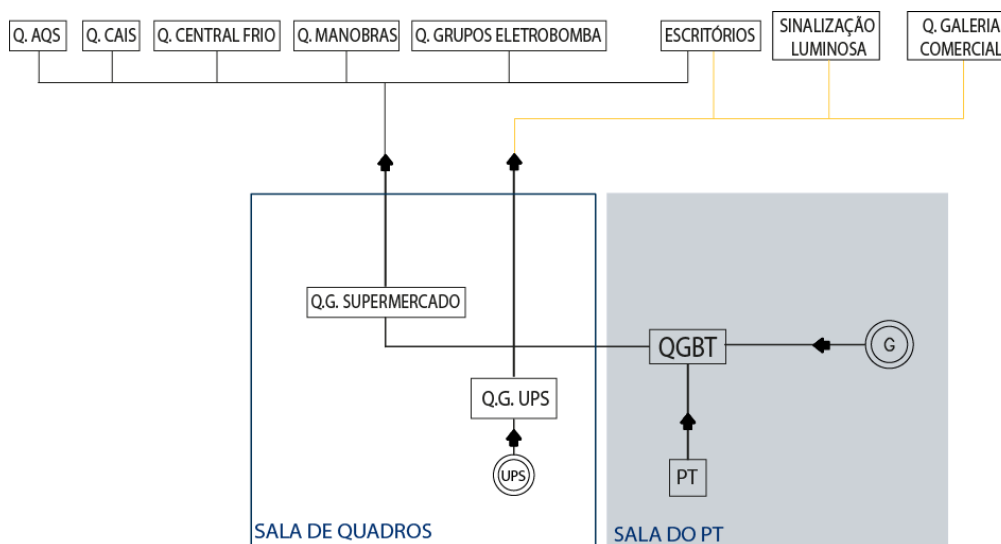 Q. AQS
Q. CAIS
Q. CENTRAL FRIO
Q. MANOBRAS
Q. GRUPOS ELETROBOMBA
ESCRITÓRIOS
SINALIZAÇÃO
LUMINOSA
Q. GALERIA
COMERCIAL
Q.G. SUPERMERCADO
QGBT
G
Q.G. UPS
UPS
PT
SALA DE QUADROS
SALA DO PT